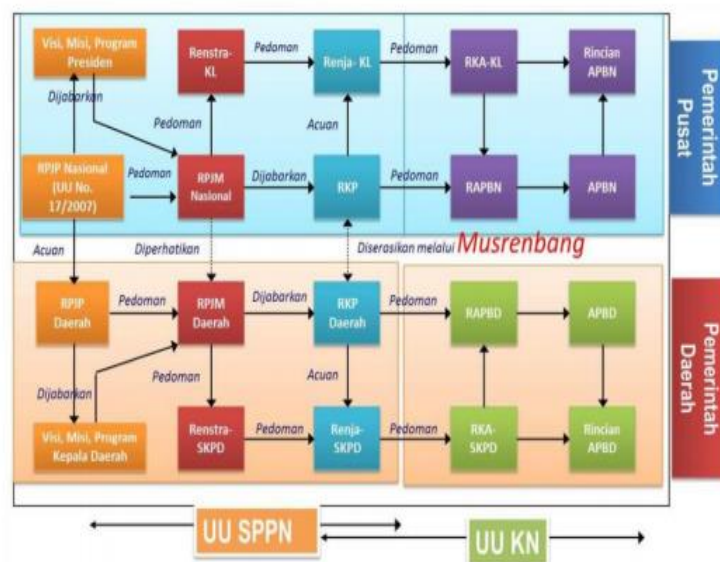 Visi, Misi, Program
Presiden
Renstra-
KL
Pedoman
Renja- KL
Pedoman
RKA-KL
Rincian
APBN
Dijabarkan
Pedoman
Acuan
RPJP Nasional
(UU No.
17/2007)
Pedoman
RPJM
Nasional
Dijabarkan
RKP
Pedoman
RAPBN
APBN
Pemerintah
Pusat
Acuan
Diperhatikan
Diserasikan melalui
Musrenbang
RPJP
Daerah
Pedoman
RPJM
Daerah
Dijabarkan
RKP
Daerah
Pedoman
RAPBD
APBD
Dijabarkan
Pedoman
Acuan
Visi, Misi, Program
Kepala Daerah
Renstra-
SKPD
Pedoman
Renja-
SKPD
Pedoman
RKA-
SKPD
Rincian
APBD
Pemerintah
Daerah
UU SPPN
UU KN